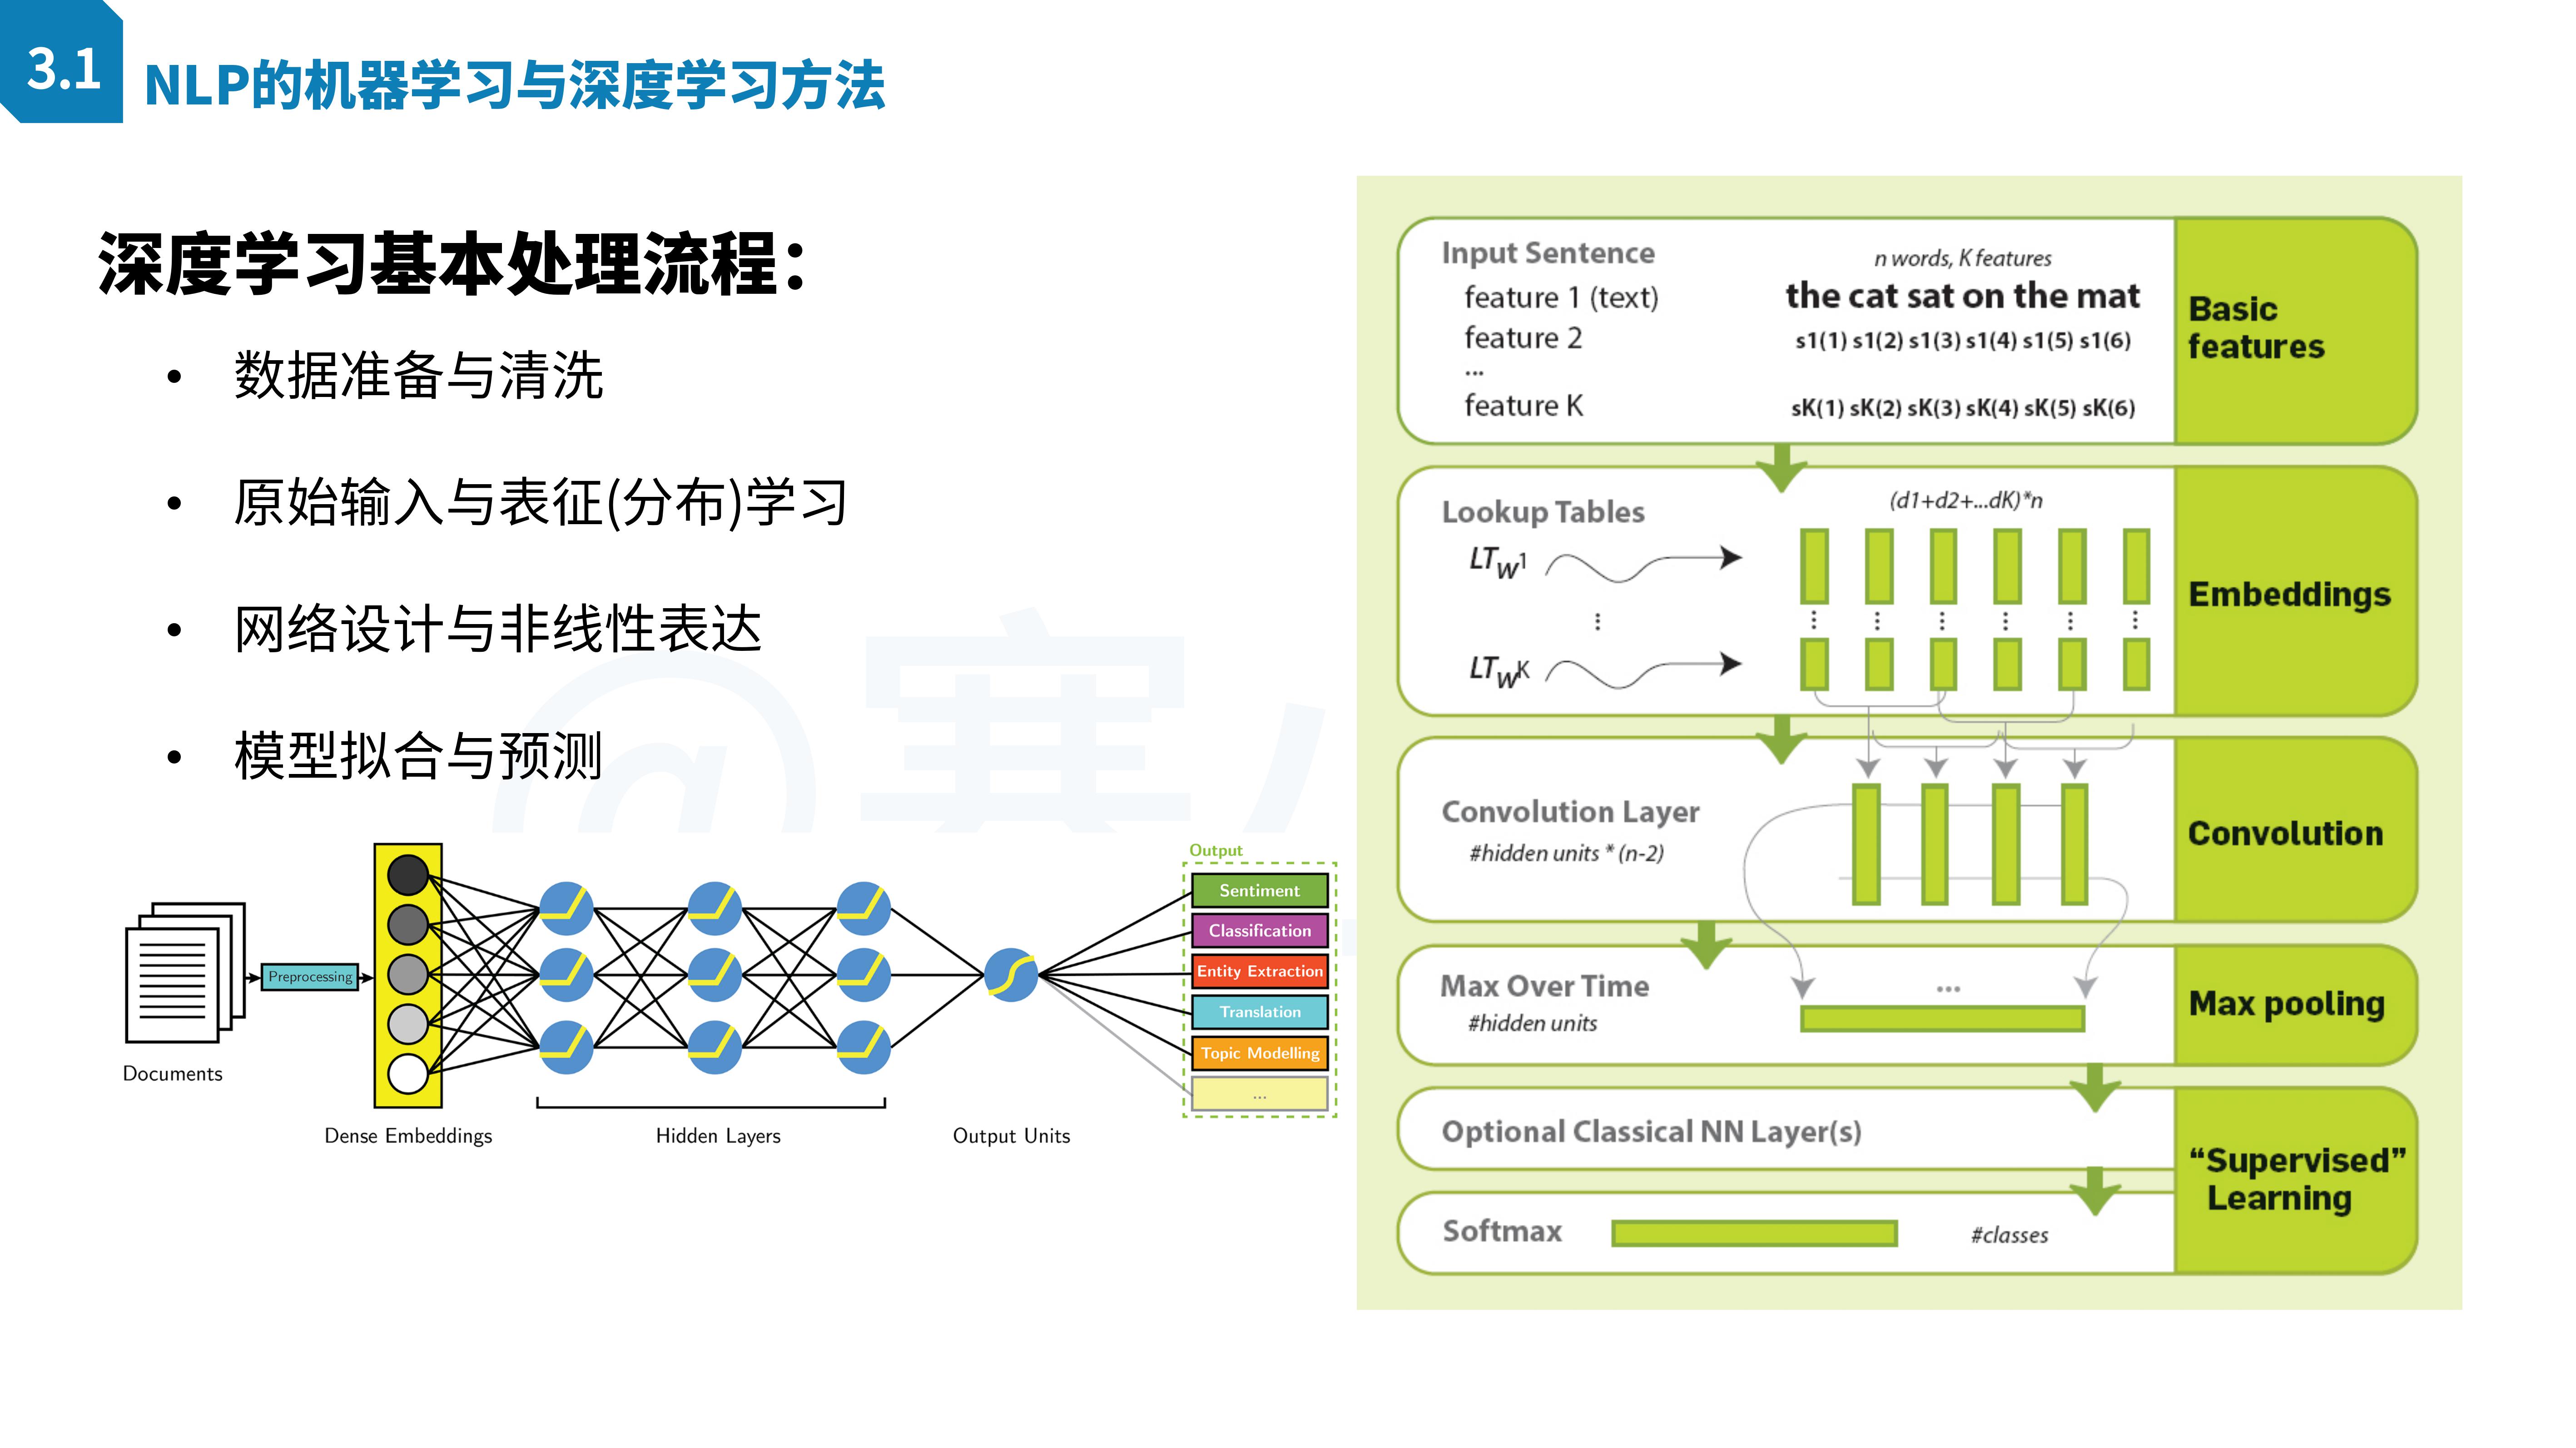 3.1
NLP的机器学习与深度学习方法
深度学习基本处理流程：
• 数据准备与清洗
• 原始输入与表征(分布)学习
• 网络设计与非线性表达
• 模型拟合与预测
Documents
Preprocessing
Dense Embeddings
Hidden Layers
Output Units
Output
Sentiment
Classification
Entity Extraction
Translation
Topic Modelling
...
Input Sentence
n words, K features
feature 1 (text) the cat sat on the mat
feature 2 s1(1) s1(2) s1(3) s1(4) s1(5) s1(6)
...
feature K sK(1) sK(2) sK(3) sK(4) sK(5) sK(6)
Basic
features
Lookup Tables
(d1+d2+...dK)*n
LTW1
⋮
LTWK
Embeddings
Convolution Layer
#hidden units * (n-2)
Convolution
Max Over Time
...
#hidden units
Max pooling
Optional Classical NN Layer(s)
Softmax
#classes
“Supervised”
Learning